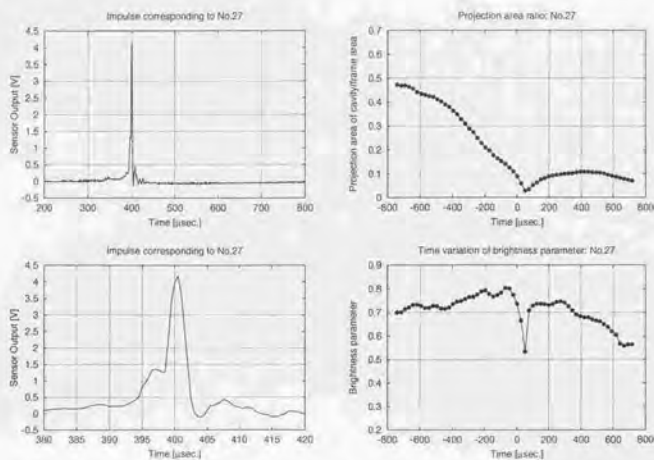 Impulse corresponding to No.27
Sensor Output [V]
4.5
4
3.5
3
2.5
2
1.5
1
0.5
0
-0.5
200 300 400 500 600 700 800
Time [μsec.]
Projection area ratio: No.27
Projection area of cavity/frame area
0.7
0.6
0.5
0.4
0.3
0.2
0.1
0
-800 -600 -400 -200 0 200 400 600 800
Time [μsec.]
Impulse corresponding to No.27
Sensor Output [V]
4.5
4
3.5
3
2.5
2
1.5
1
0.5
0
-0.5
380 385 390 395 400 405 410 415 420
Time [μsec.]
Time variation of brightness parameter: No.27
Brightness parameter
0.9
0.8
0.7
0.6
0.5
0.4
0.3
0.2
-800 -600 -400 -200 0 200 400 600 800
Time [μsec.]